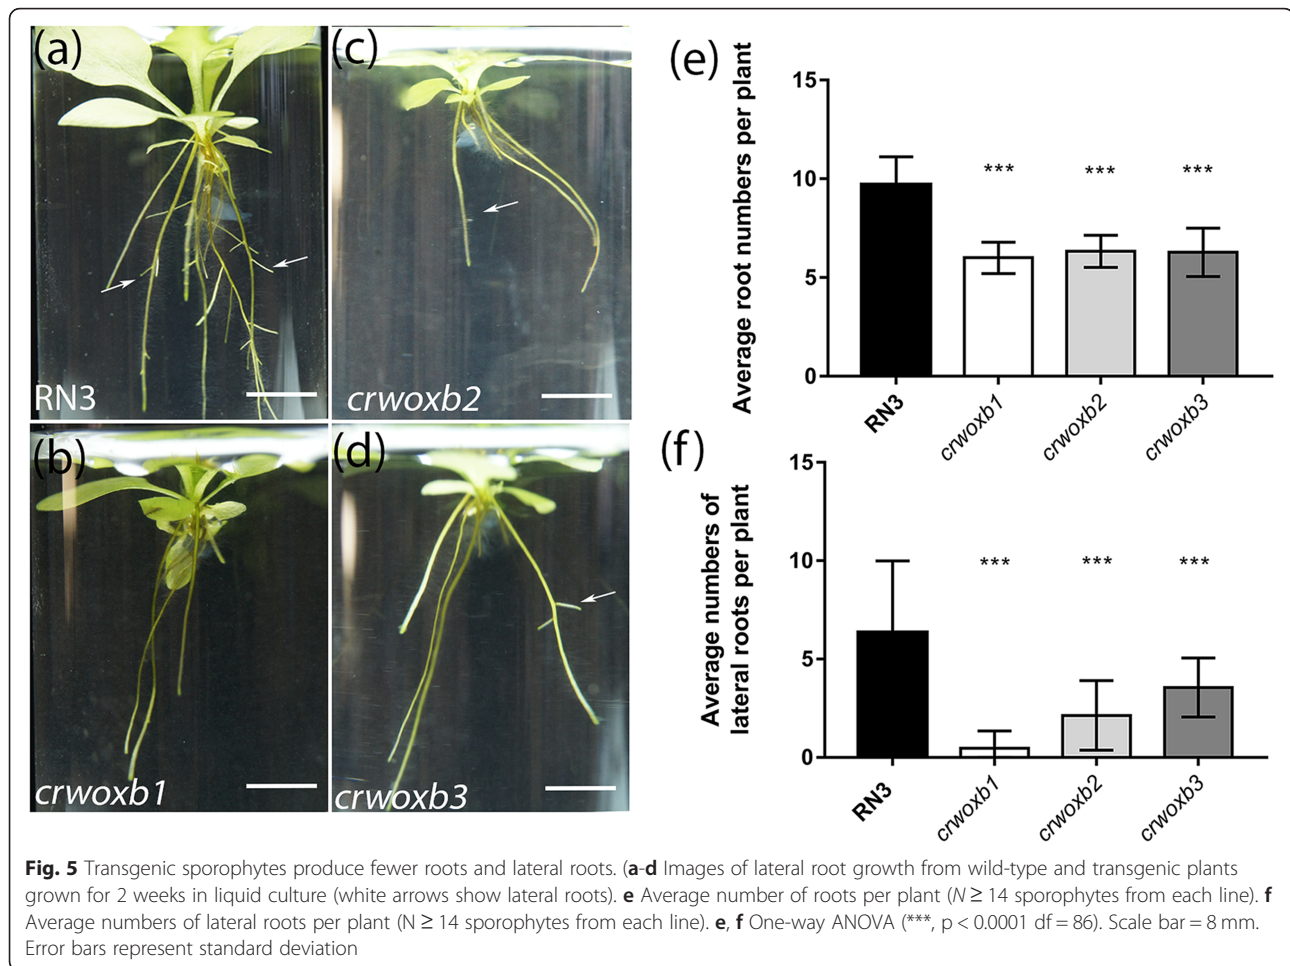 (a)
RN3
(c)
crwoxb2
(b)
crwoxb1
(d)
crwoxb3
(e)
Average root numbers per plant
15
10
5
0
***
***
***
RN3
crwoxb1
crwoxb2
crwoxb3
(f)
Average numbers of
lateral roots per plant
15
10
5
0
***
***
***
RN3
crwoxb1
crwoxb2
crwoxb3
Fig. 5 Transgenic sporophytes produce fewer roots and lateral roots. (a-d Images of lateral root growth from wild-type and transgenic plants
grown for 2 weeks in liquid culture (white arrows show lateral roots). e Average number of roots per plant (N ≥ 14 sporophytes from each line). f
Average numbers of lateral roots per plant (N ≥ 14 sporophytes from each line). e, f One-way ANOVA (***, p < 0.0001 df = 86). Scale bar = 8 mm.
Error bars represent standard deviation